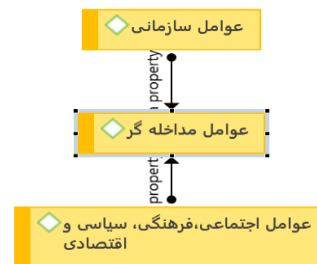 عوامل سازمانی
property
عوامل مداخله گر
property
عوامل اجتماعی،فرهنگی، سیاسی و
اقتصادی